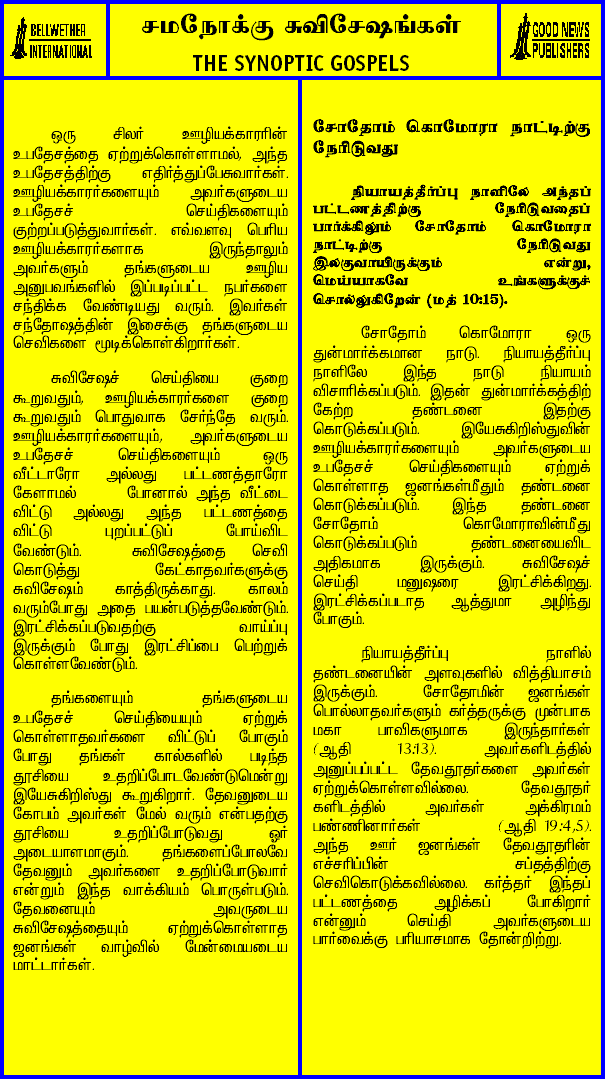 BELLWETHER
INTERNATIONAL
சமநோக்கு சுவிசேஷங்கள்
THE SYNOPTIC GOSPELS
GOOD NEWS
PUBLISHERS
ஒரு சிலர் ஊழியக்காரரின்
உபதேசத்தை ஏற்றுக்கொள்ளாமல், அந்த
உபதேசத்திற்கு எதிர்த்துப்பேசுவார்கள்.
ஊழியக்காரர்களையும் அவர்களுடைய
உபதேசச் செய்திகளையும்
குற்றப்படுத்துவார்கள். எவ்வளவு பெரிய
ஊழியக்காரர்களாக இருந்தாலும்
அவர்களும் தங்களுடைய ஊழிய
அனுபவங்களில் இப்படிப்பட்ட நபர்களை
சந்திக்க வேண்டியது வரும். இவர்கள்
சந்தோஷத்தின் இசைக்கு தங்களுடைய
செவிகளை மூடிக்கொள்கிறார்கள்.
சுவிசேஷச் செய்தியை குறை
கூறுவதும், ஊழியக்காரர்களை குறை
கூறுவதும் பொதுவாக சேர்ந்தே வரும்.
ஊழியக்காரர்களையும், அவர்களுடைய
உபதேசச் செய்திகளையும் ஒரு
வீட்டாரோ அல்லது பட்டணத்தாரோ
கேளாமல் போனால் அந்த வீட்டை
விட்டு அல்லது அந்த பட்டணத்தை
விட்டு புறப்பட்டுப் போய்விட
வேண்டும். சுவிசேஷத்தை செவி
கொடுத்து கேட்காதவர்களுக்கு
சுவிசேஷம் காத்திருக்காது. காலம்
வரும்போது அதை பயன்படுத்தவேண்டும்.
இரட்சிக்கப்படுவதற்கு வாய்ப்பு
இருக்கும் போது இரட்சிப்பை பெற்றுக்
கொள்ளவேண்டும்.
தங்களையும் தங்களுடைய
உபதேசச் செய்தியையும் ஏற்றுக்
கொள்ளாதவர்களை விட்டுப் போகும்
போது தங்கள் கால்களில் படிந்த
தூசியை உதறிப்போடவேண்டுமென்று
இயேசுகிறிஸ்து கூறுகிறார். தேவனுடைய
கோபம் அவர்கள் மேல் வரும் என்பதற்கு
தூசியை உதறிப்போடுவது ஓர்
அடையாளமாகும். தங்களைப்போலவே
தேவனும் அவர்களை உதறிப்போடுவார்
என்றும் இந்த வாக்கியம் பொருள்படும்.
தேவனையும் அவருடைய
சுவிசேஷத்தையும் ஏற்றுக்கொள்ளாத
ஜனங்கள் வாழ்வில் மேன்மையடைய
மாட்டார்கள்.
சோதோம் கொமோரா நாட்டிற்கு
நேரிடுவது
நியாயத்தீர்ப்பு நாளிலே அந்தப்
பட்டணத்திற்கு நேரிடுவதைப்
பார்க்கிலும் சோதோம் கொமோரா
நாட்டிற்கு நேரிடுவது
இலகுவாயிருக்கும் என்று,
மெய்யாகவே உங்களுக்குச்
சொல்லுகிறேன் (மத் 10:15).
சோதோம் கொமோரா ஒரு
துன்மார்க்கமான நாடு. நியாயத்தீர்ப்பு
நாளிலே இந்த நாடு நியாயம்
விசாரிக்கப்படும். இதன் துன்மார்க்கத்திற்
கேற்ற தண்டனை இதற்கு
கொடுக்கப்படும். இயேசுகிறிஸ்துவின்
ஊழியக்காரர்களையும் அவர்களுடைய
உபதேசச் செய்திகளையும் ஏற்றுக்
கொள்ளாத ஜனங்கள்மீதும் தண்டனை
கொடுக்கப்படும். இந்த தண்டனை
சோதோம் கொமோராவின்மீது
கொடுக்கப்படும் தண்டனையைவிட
அதிகமாக இருக்கும். சுவிசேஷச்
செய்தி மனுஷரை இரட்சிக்கிறது.
இரட்சிக்கப்படாத ஆத்துமா அழிந்து
போகும்.
நியாயத்தீர்ப்பு நாளில்
தண்டனையின் அளவுகளில் வித்தியாசம்
இருக்கும். சோதோமின் ஜனங்கள்
பொல்லாதவர்களும் கர்த்தருக்கு முன்பாக
மகா பாவிகளுமாக இருந்தார்கள்
(ஆதி 13:13). அவர்களிடத்தில்
அனுப்பப்பட்ட தேவதூதர்களை அவர்கள்
ஏற்றுக்கொள்ளவில்லை. தேவதூதர்
களிடத்தில் அவர்கள் அக்கிரமம்
பண்ணினார்கள் (ஆதி 19:4,5).
அந்த ஊர் ஜனங்கள் தேவதூதரின்
எச்சரிப்பின் சப்தத்திற்கு
செவிகொடுக்கவில்லை. கர்த்தர் இந்தப்
பட்டணத்தை அழிக்கப் போகிறார்
என்னும் செய்தி அவர்களுடைய
பார்வைக்கு பரியாசமாக தோன்றிற்று.